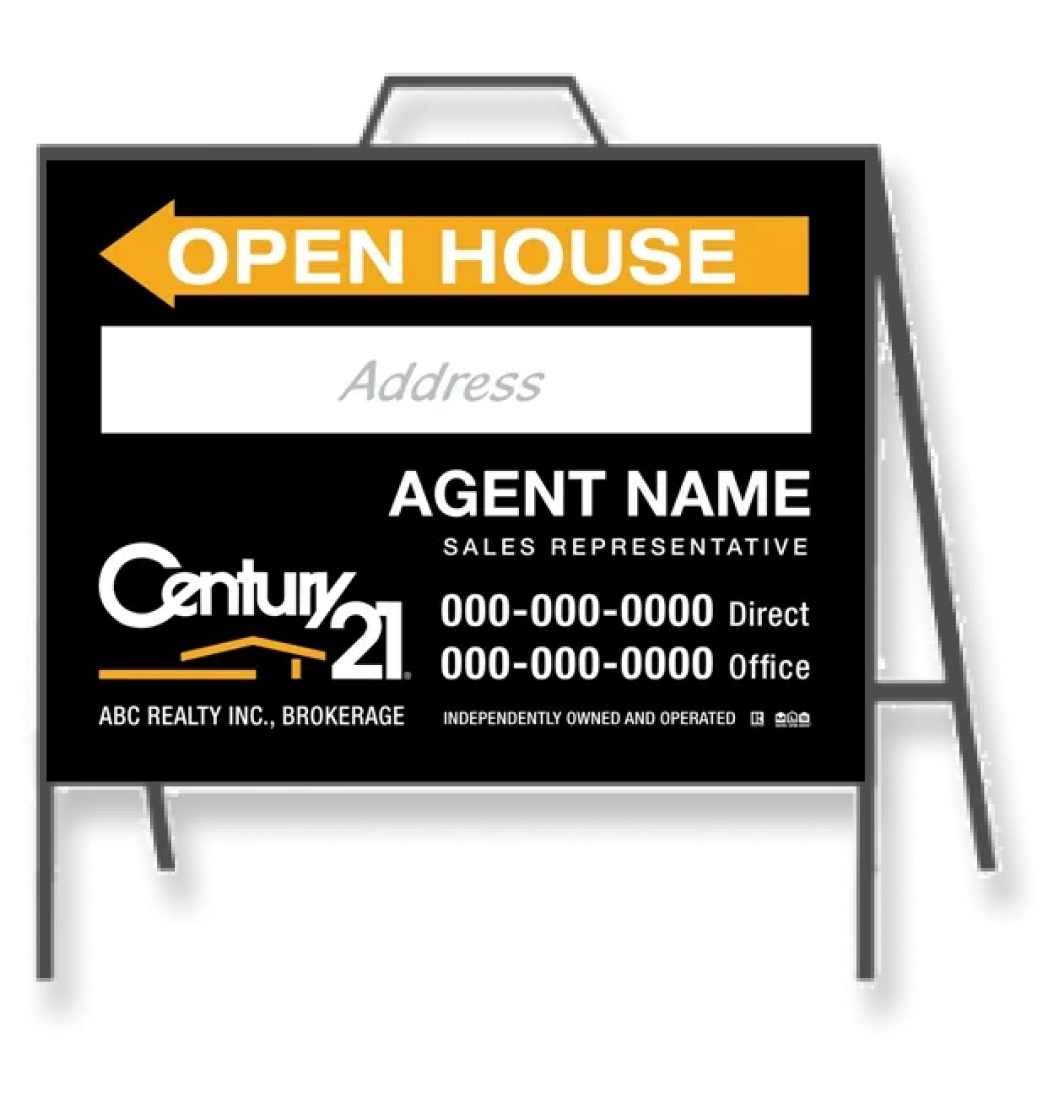 OPEN HOUSE
Address
AGENT NAME
SALES REPRESENTATIVE
Century 21
000-000-0000 Direct
000-000-0000 Office
ABC REALTY INC., BROKERAGE
INDEPENDENTLY OWNED AND OPERATED